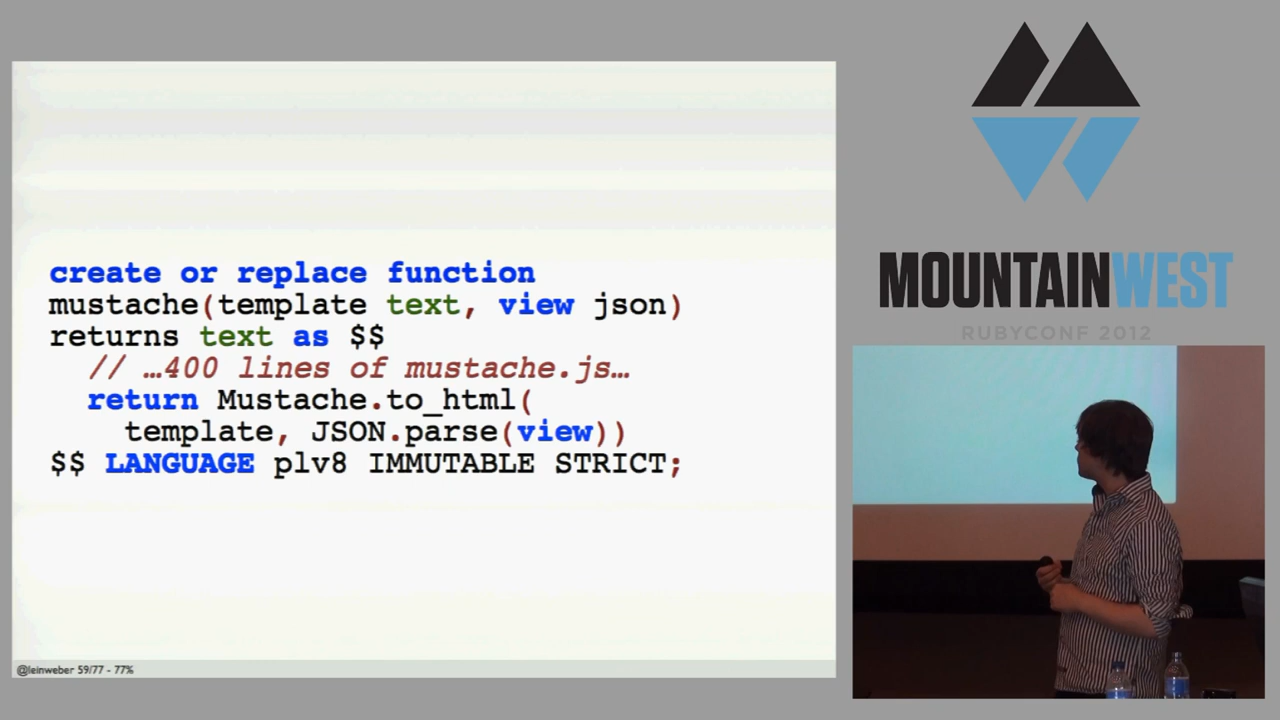 create or replace function
mustache(template text, view json)
returns text as $$
// …400 lines of mustache.js…
return Mustache.to_html(
template, JSON.parse(view))
$$ LANGUAGE plv8 IMMUTABLE STRICT;
@leinweber 59/77 - 77%
MOUNTAINWEST
RUBYCONF 2012